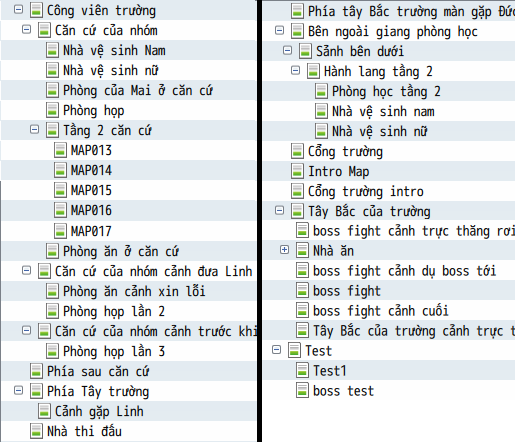 Công viên trường
Căn cứ của nhóm
Nhà vệ sinh Nam
Nhà vệ sinh nữ
Phòng của Mai ở căn cứ
Phòng họp
Tầng 2 căn cứ
MAP013
MAP014
MAP015
MAP016
MAP017
Phòng ăn ở căn cứ
Căn cứ của nhóm cảnh đưa Linh
Phòng ăn cảnh xin lỗi
Phòng họp lần 2
Căn cứ của nhóm cảnh trước khi
Phòng họp lần 3
Phía sau căn cứ
Phía Tây trường
Cảnh gặp Linh
Nhà thi đấu
Phía tây Bắc trường màn gặp Đức
Bên ngoài giang phòng học
Sảnh bên dưới
Hành lang tầng 2
Phòng học tầng 2
Nhà vệ sinh nam
Nhà vệ sinh nữ
Cổng trường
Intro Map
Cổng trường intro
Tây Bắc của trường
boss fight cảnh trực thăng rơi
Nhà ăn
boss fight cảnh dụ boss tới
boss fight
boss fight cảnh cuối
Tây Bắc của trường cảnh trực t
Test
Test1
boss test